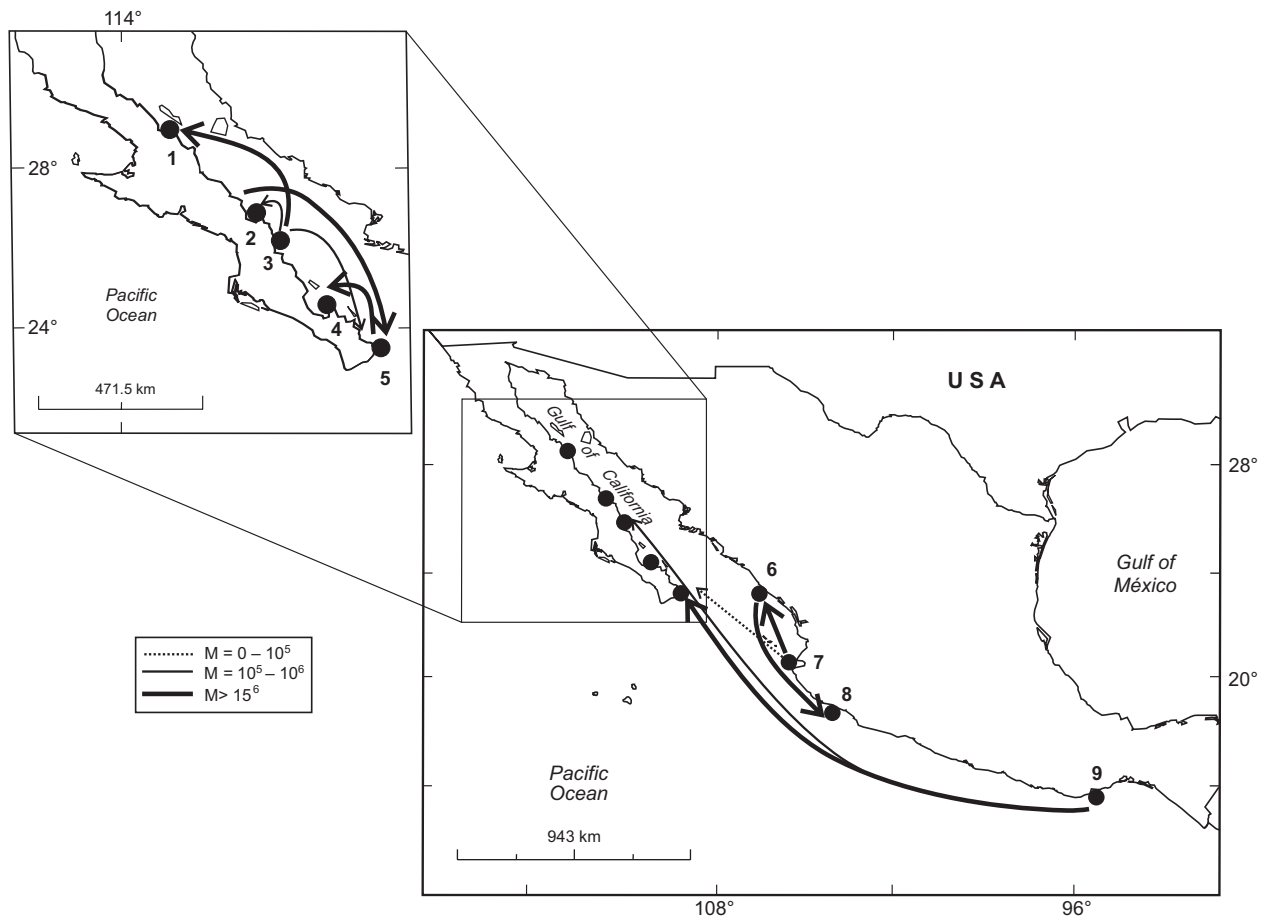 114°
1
28°
2
3
Pacific
Ocean
24°
4
5
471.5 km
U S A
Gulf
of
California
28°
6
Gulf of
México
M = 0 – 10⁵
M = 10⁵ – 10⁶
M> 15⁶
7
20°
8
Pacific
Ocean
9
943 km
108°
96°